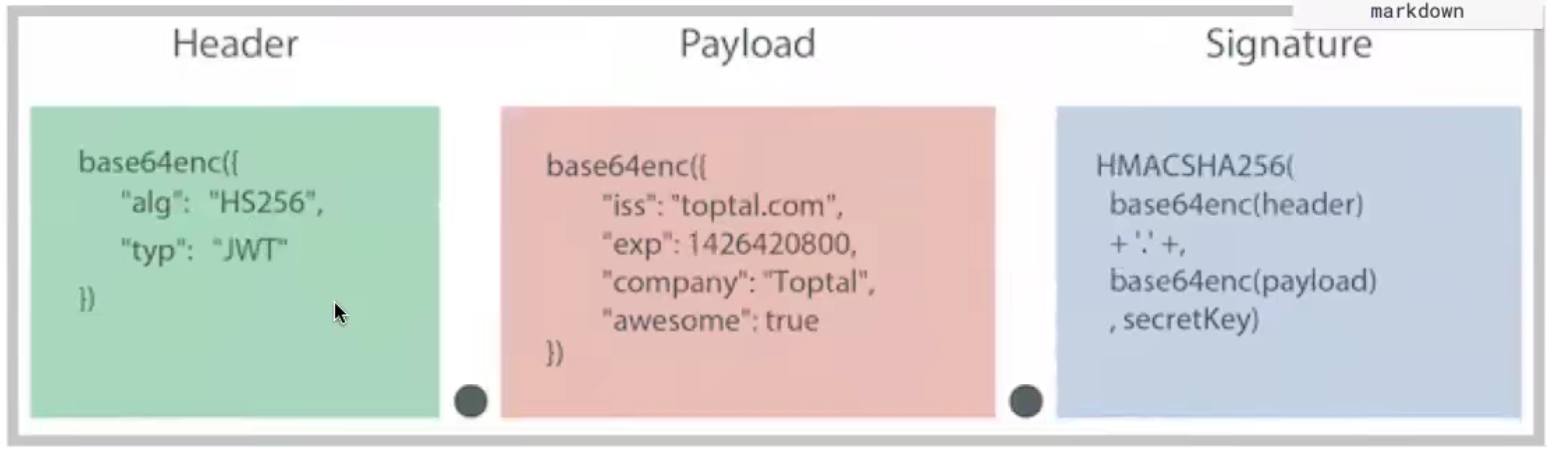 markdown
Header
base64enc({
"alg": "HS256",
"typ": "JWT"
})
Payload
base64enc({
"iss": "toptal.com",
"exp": 1426420800,
"company": "Toptal",
"awesome": true
})
Signature
HMACSHA256(
base64enc(header)
+ '.' +,
base64enc(payload)
, secretKey)